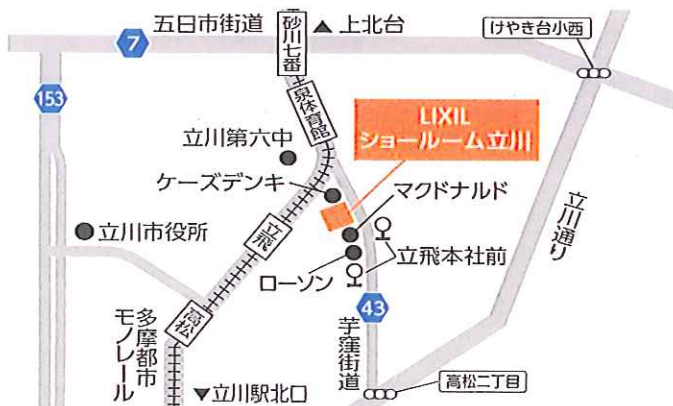 五日市街道
7
砂川七番
▲上北台
けやき台小西
153
泉体育館
LIXIL
ショールーム立川
立川第六中
ケーズデンキ
マクドナルド
立川通り
立川市役所
立飛
立飛本社前
ローソン
高松
43
芋窪街道
多摩都市
モノレール
▼立川駅北口
高松二丁目